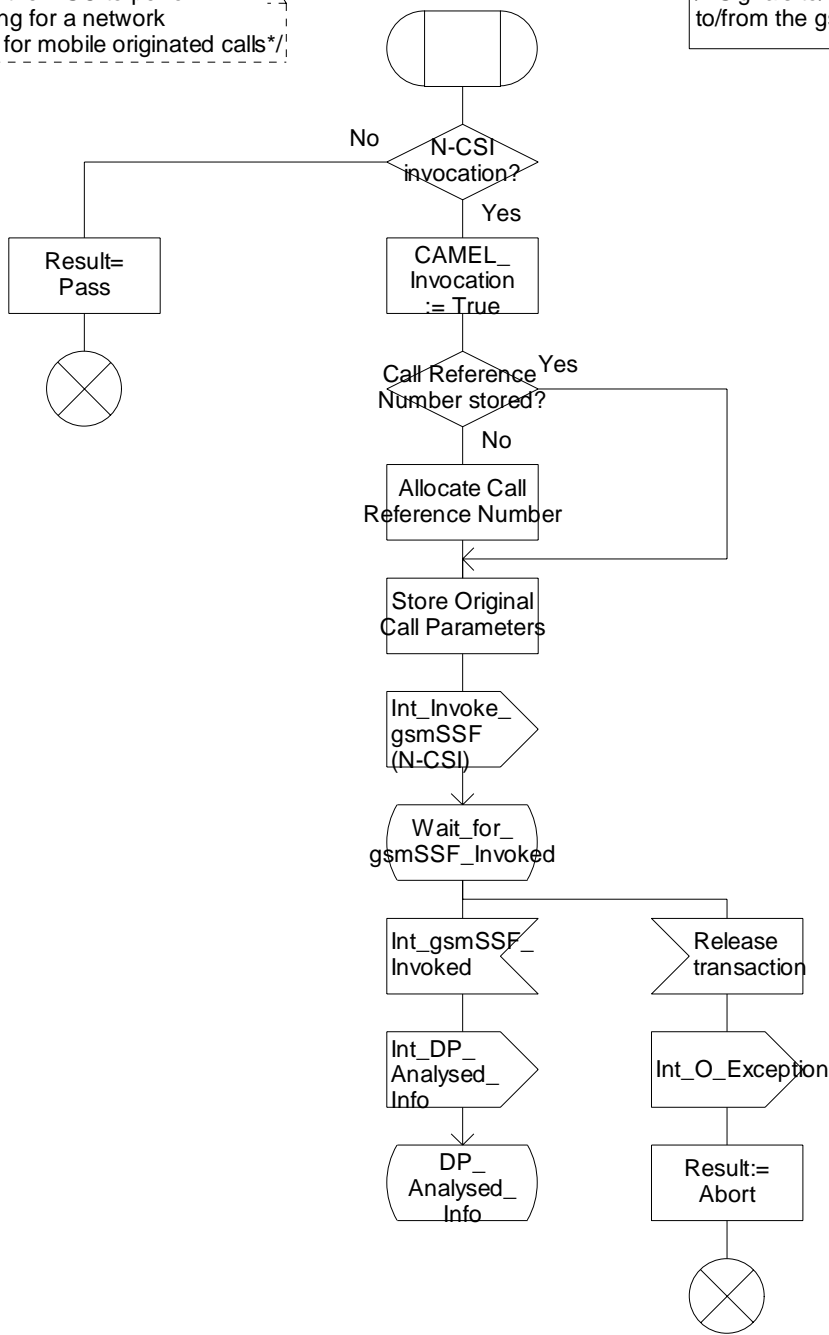 ng for a network
for mobile originated calls*/
to/from the gs
No
N-CSI
invocation?
Yes
Result=
Pass
CAMEL_
Invocation
:= True
Call Reference
Number stored?
Yes
No
Allocate Call
Reference Number
Store Original
Call Parameters
Int_Invoke_
gsmSSF
(N-CSI)
Wait_for_
gsmSSF_Invoked
Int_gsmSSF_
Invoked
Release
transaction
Int_DP_
Analysed_
Info
Int_O_Exception
DP_
Analysed_
Info
Result:=
Abort